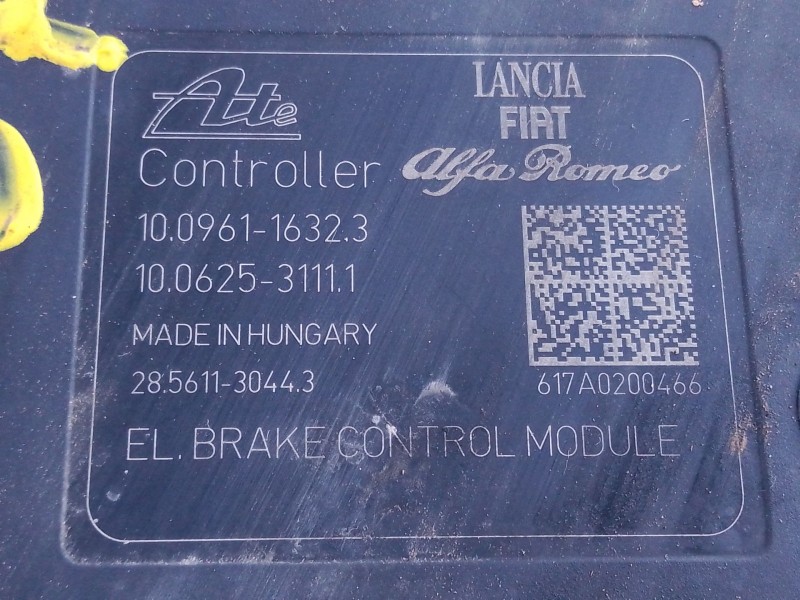 Ate
LANCIA
FIAT
Alfa Romeo
Controller
10.0961-1632.3
10.0625-3111.1
MADE IN HUNGARY
28.5611-3044.3
617A0200466
EL. BRAKE CONTROL MODULE